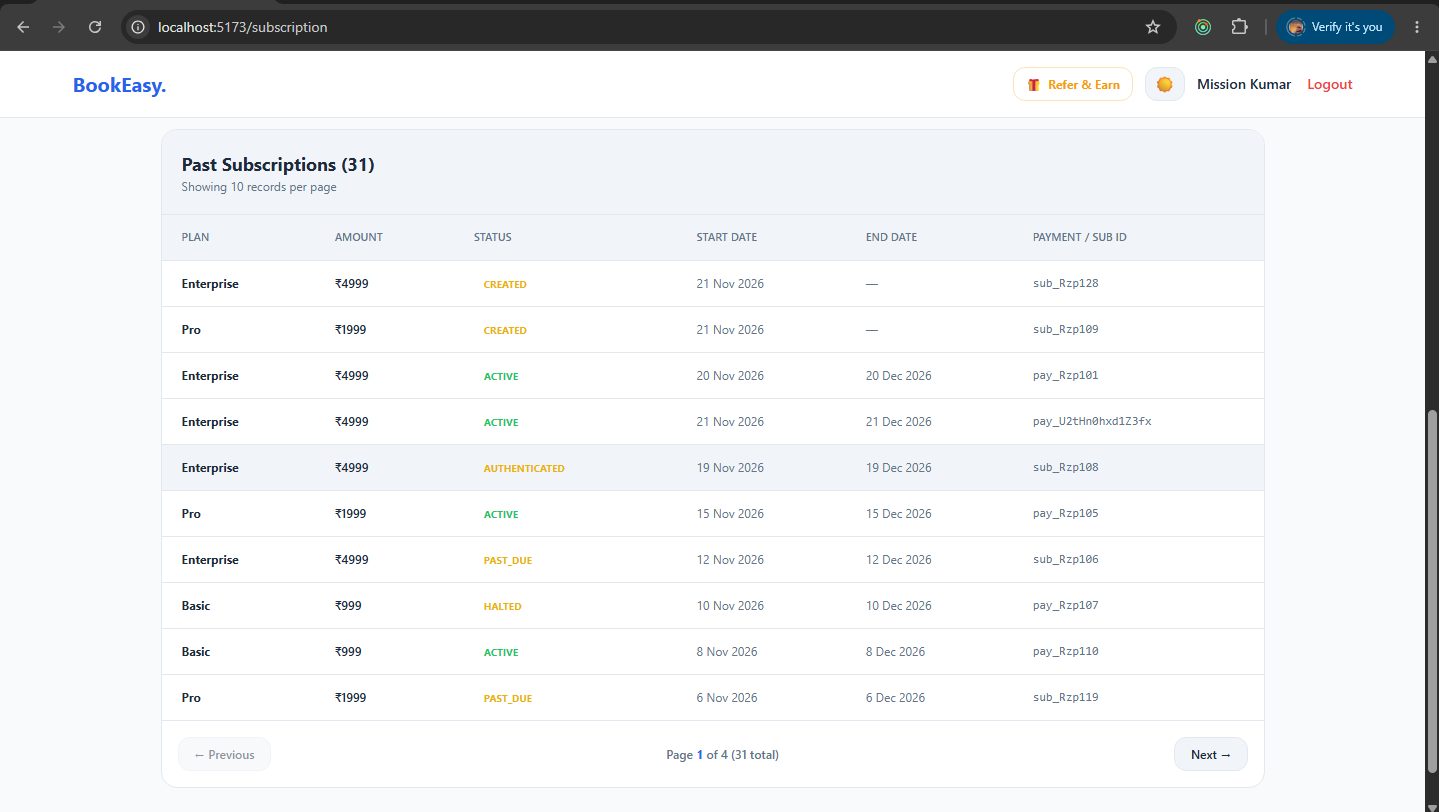 localhost:5173/subscription
Verify it's you
BookEasy.
Refer & Earn
Mission Kumar
Logout
Past Subscriptions (31)
Showing 10 records per page
PLAN AMOUNT STATUS START DATE END DATE PAYMENT / SUB ID
Enterprise ₹4999 CREATED 21 Nov 2026 — sub_Rzp128
Pro ₹1999 CREATED 21 Nov 2026 — sub_Rzp109
Enterprise ₹4999 ACTIVE 20 Nov 2026 20 Dec 2026 pay_Rzp101
Enterprise ₹4999 ACTIVE 21 Nov 2026 21 Dec 2026 pay_U2tHn0hxd1Z3fx
Enterprise ₹4999 AUTHENTICATED 19 Nov 2026 19 Dec 2026 sub_Rzp108
Pro ₹1999 ACTIVE 15 Nov 2026 15 Dec 2026 pay_Rzp105
Enterprise ₹4999 PAST_DUE 12 Nov 2026 12 Dec 2026 sub_Rzp106
Basic ₹999 HALTED 10 Nov 2026 10 Dec 2026 pay_Rzp107
Basic ₹999 ACTIVE 8 Nov 2026 8 Dec 2026 pay_Rzp110
Pro ₹1999 PAST_DUE 6 Nov 2026 6 Dec 2026 sub_Rzp119
← Previous Page 1 of 4 (31 total) Next →